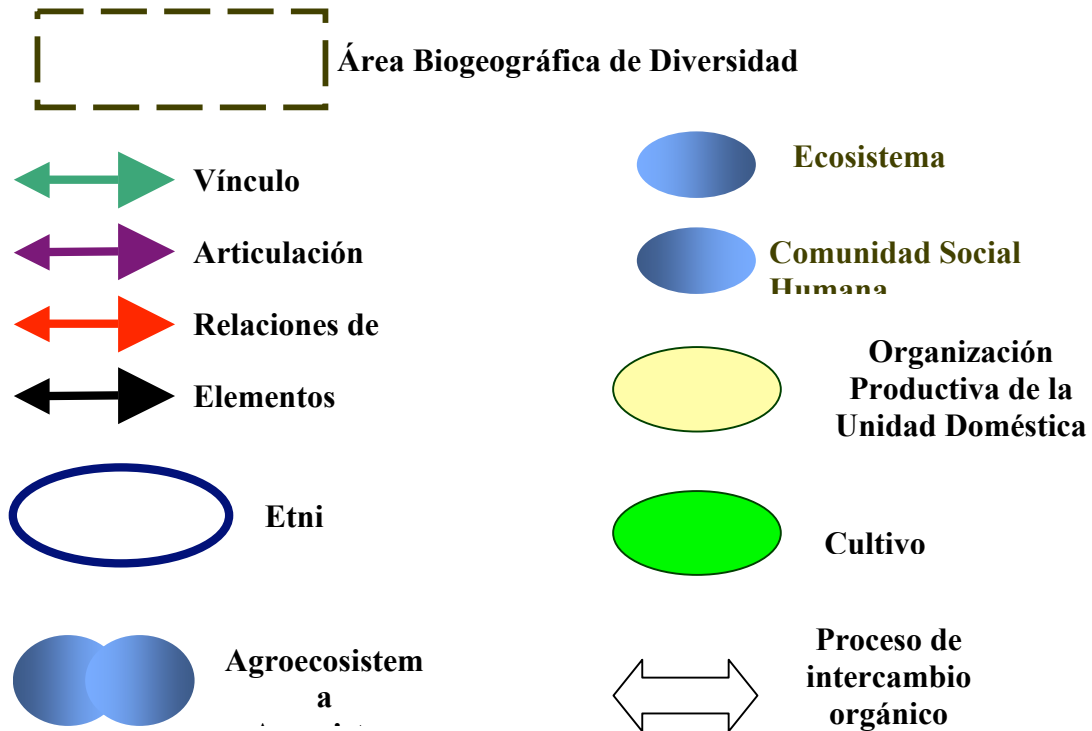 Área Biogeográfica de Diversidad
Vínculo
Articulación
Relaciones de
Elementos
Etni
Agroecosistem
a
Ecosistema
Comunidad Social
Humana
Organización
Productiva de la
Unidad Doméstica
Cultivo
Proceso de
intercambio
orgánico